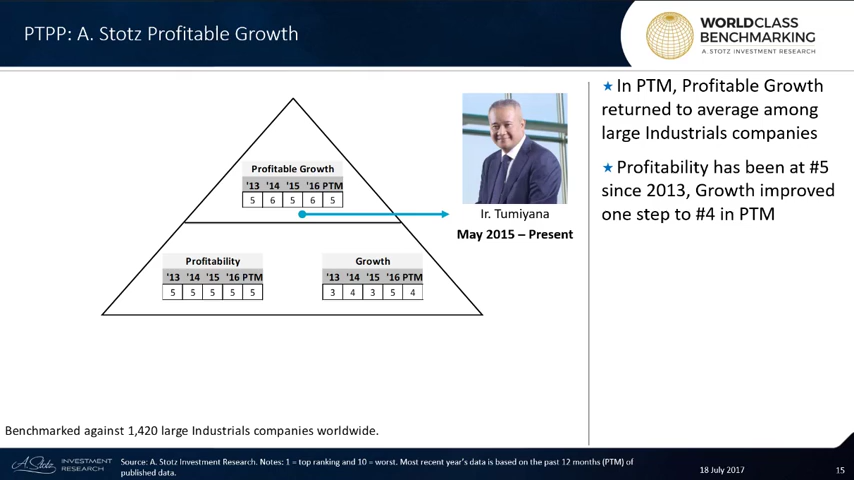 PTPP: A. Stotz Profitable Growth
WORLDCLASS
BENCHMARKING
A.STOTZ INVESTMENT RESEARCH
Profitable Growth
'13 '14 '15 '16 PTM
5 6 5 6 5
Ir. Tumiyana
May 2015 – Present
Profitability
'13 '14 '15 '16 PTM
5 5 5 5 5
Growth
'13 '14 '15 '16 PTM
3 4 3 5 4
★ In PTM, Profitable Growth
returned to average among
large Industrials companies
★ Profitability has been at #5
since 2013, Growth improved
one step to #4 in PTM
Benchmarked against 1,420 large Industrials companies worldwide.
A. Stotz INVESTMENT
RESEARCH
Source: A. Stotz Investment Research. Notes: 1 = top ranking and 10 = worst. Most recent year's data is based on the past 12 months (PTM) of
published data.
18 July 2017
15